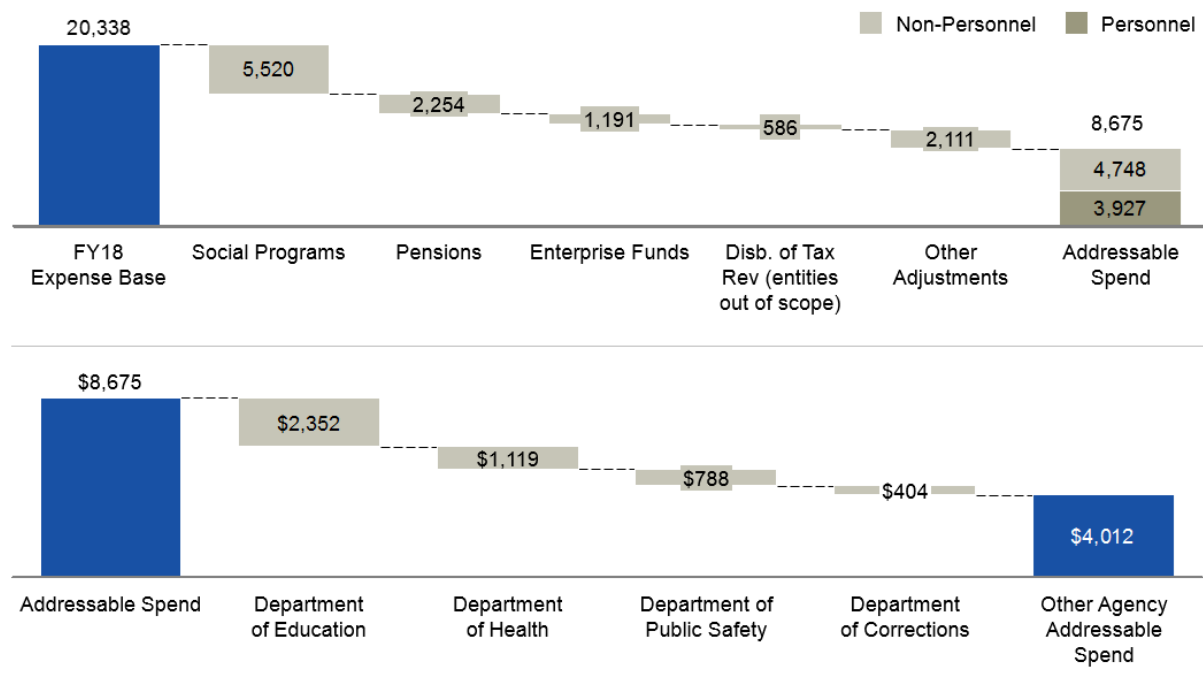 20,338
Non-Personnel
Personnel
5,520
2,254
1,191
586
2,111
8,675
4,748
3,927
FY18
Expense Base
Social Programs
Pensions
Enterprise Funds
Disb. of Tax
Rev (entities
out of scope)
Other
Adjustments
Addressable
Spend
$8,675
$2,352
$1,119
$788
$404
$4,012
Addressable Spend
Department
of Education
Department
of Health
Department of
Public Safety
Department
of Corrections
Other Agency
Addressable
Spend